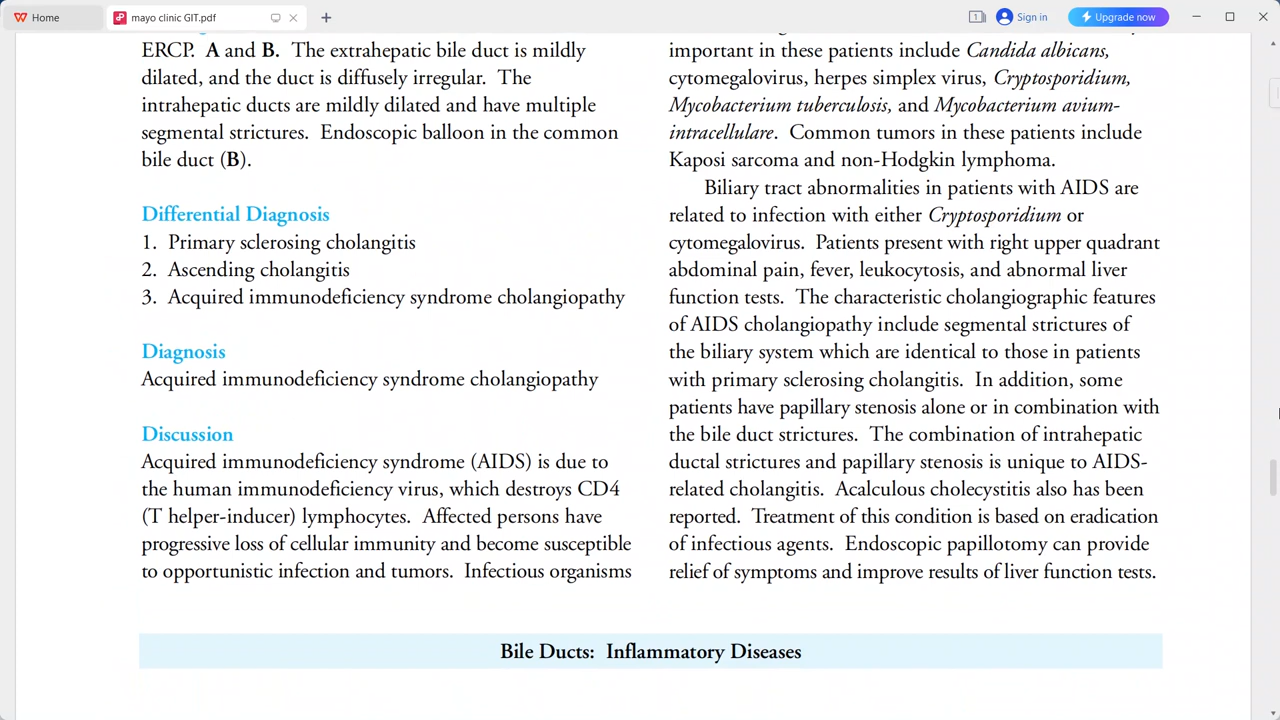 Home
mayo clinic GIT.pdf
1
Sign in
Upgrade now
ERCP. A and B. The extrahepatic bile duct is mildly
dilated, and the duct is diffusely irregular. The
intrahepatic ducts are mildly dilated and have multiple
segmental strictures. Endoscopic balloon in the common
bile duct (B).
Differential Diagnosis
1. Primary sclerosing cholangitis
2. Ascending cholangitis
3. Acquired immunodeficiency syndrome cholangiopathy
Diagnosis
Acquired immunodeficiency syndrome cholangiopathy
Discussion
Acquired immunodeficiency syndrome (AIDS) is due to
the human immunodeficiency virus, which destroys CD4
(T helper-inducer) lymphocytes. Affected persons have
progressive loss of cellular immunity and become susceptible
to opportunistic infection and tumors. Infectious organisms
important in these patients include Candida albicans,
cytomegalovirus, herpes simplex virus, Cryptosporidium,
Mycobacterium tuberculosis, and Mycobacterium avium-
intracellulare. Common tumors in these patients include
Kaposi sarcoma and non-Hodgkin lymphoma.
Biliary tract abnormalities in patients with AIDS are
related to infection with either Cryptosporidium or
cytomegalovirus. Patients present with right upper quadrant
abdominal pain, fever, leukocytosis, and abnormal liver
function tests. The characteristic cholangiographic features
of AIDS cholangiopathy include segmental strictures of
the biliary system which are identical to those in patients
with primary sclerosing cholangitis. In addition, some
patients have papillary stenosis alone or in combination with
the bile duct strictures. The combination of intrahepatic
ductal strictures and papillary stenosis is unique to AIDS-
related cholangitis. Acalculous cholecystitis also has been
reported. Treatment of this condition is based on eradication
of infectious agents. Endoscopic papillotomy can provide
relief of symptoms and improve results of liver function tests.
Bile Ducts: Inflammatory Diseases